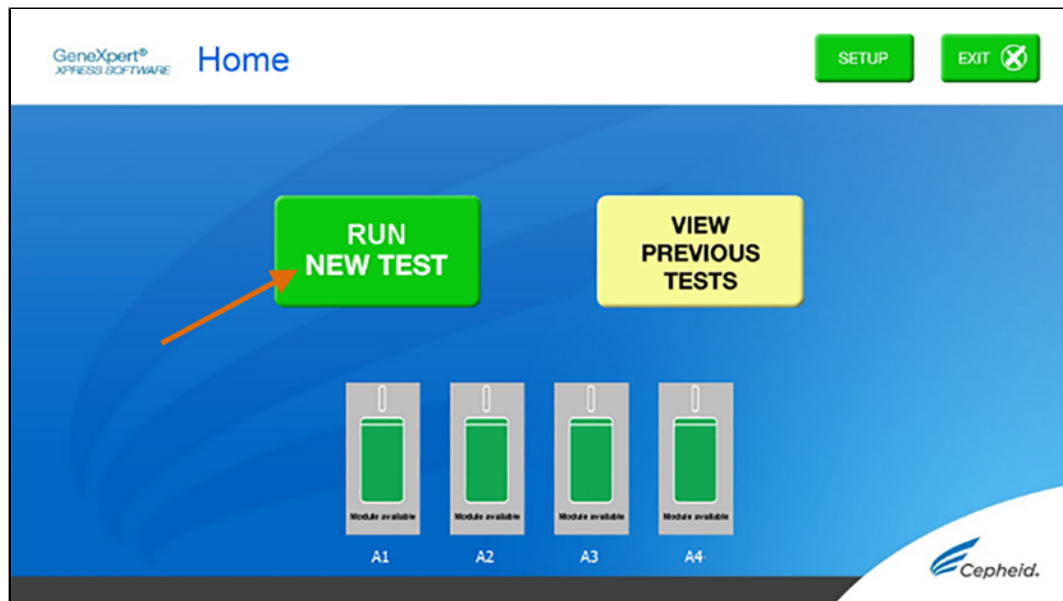 GeneXpert®
XPRESS SOFTWARE
Home
SETUP
EXIT
RUN
NEW TEST
VIEW
PREVIOUS
TESTS
Module available
Module available
Module available
Module available
A1
A2
A3
A4
Cepheid.